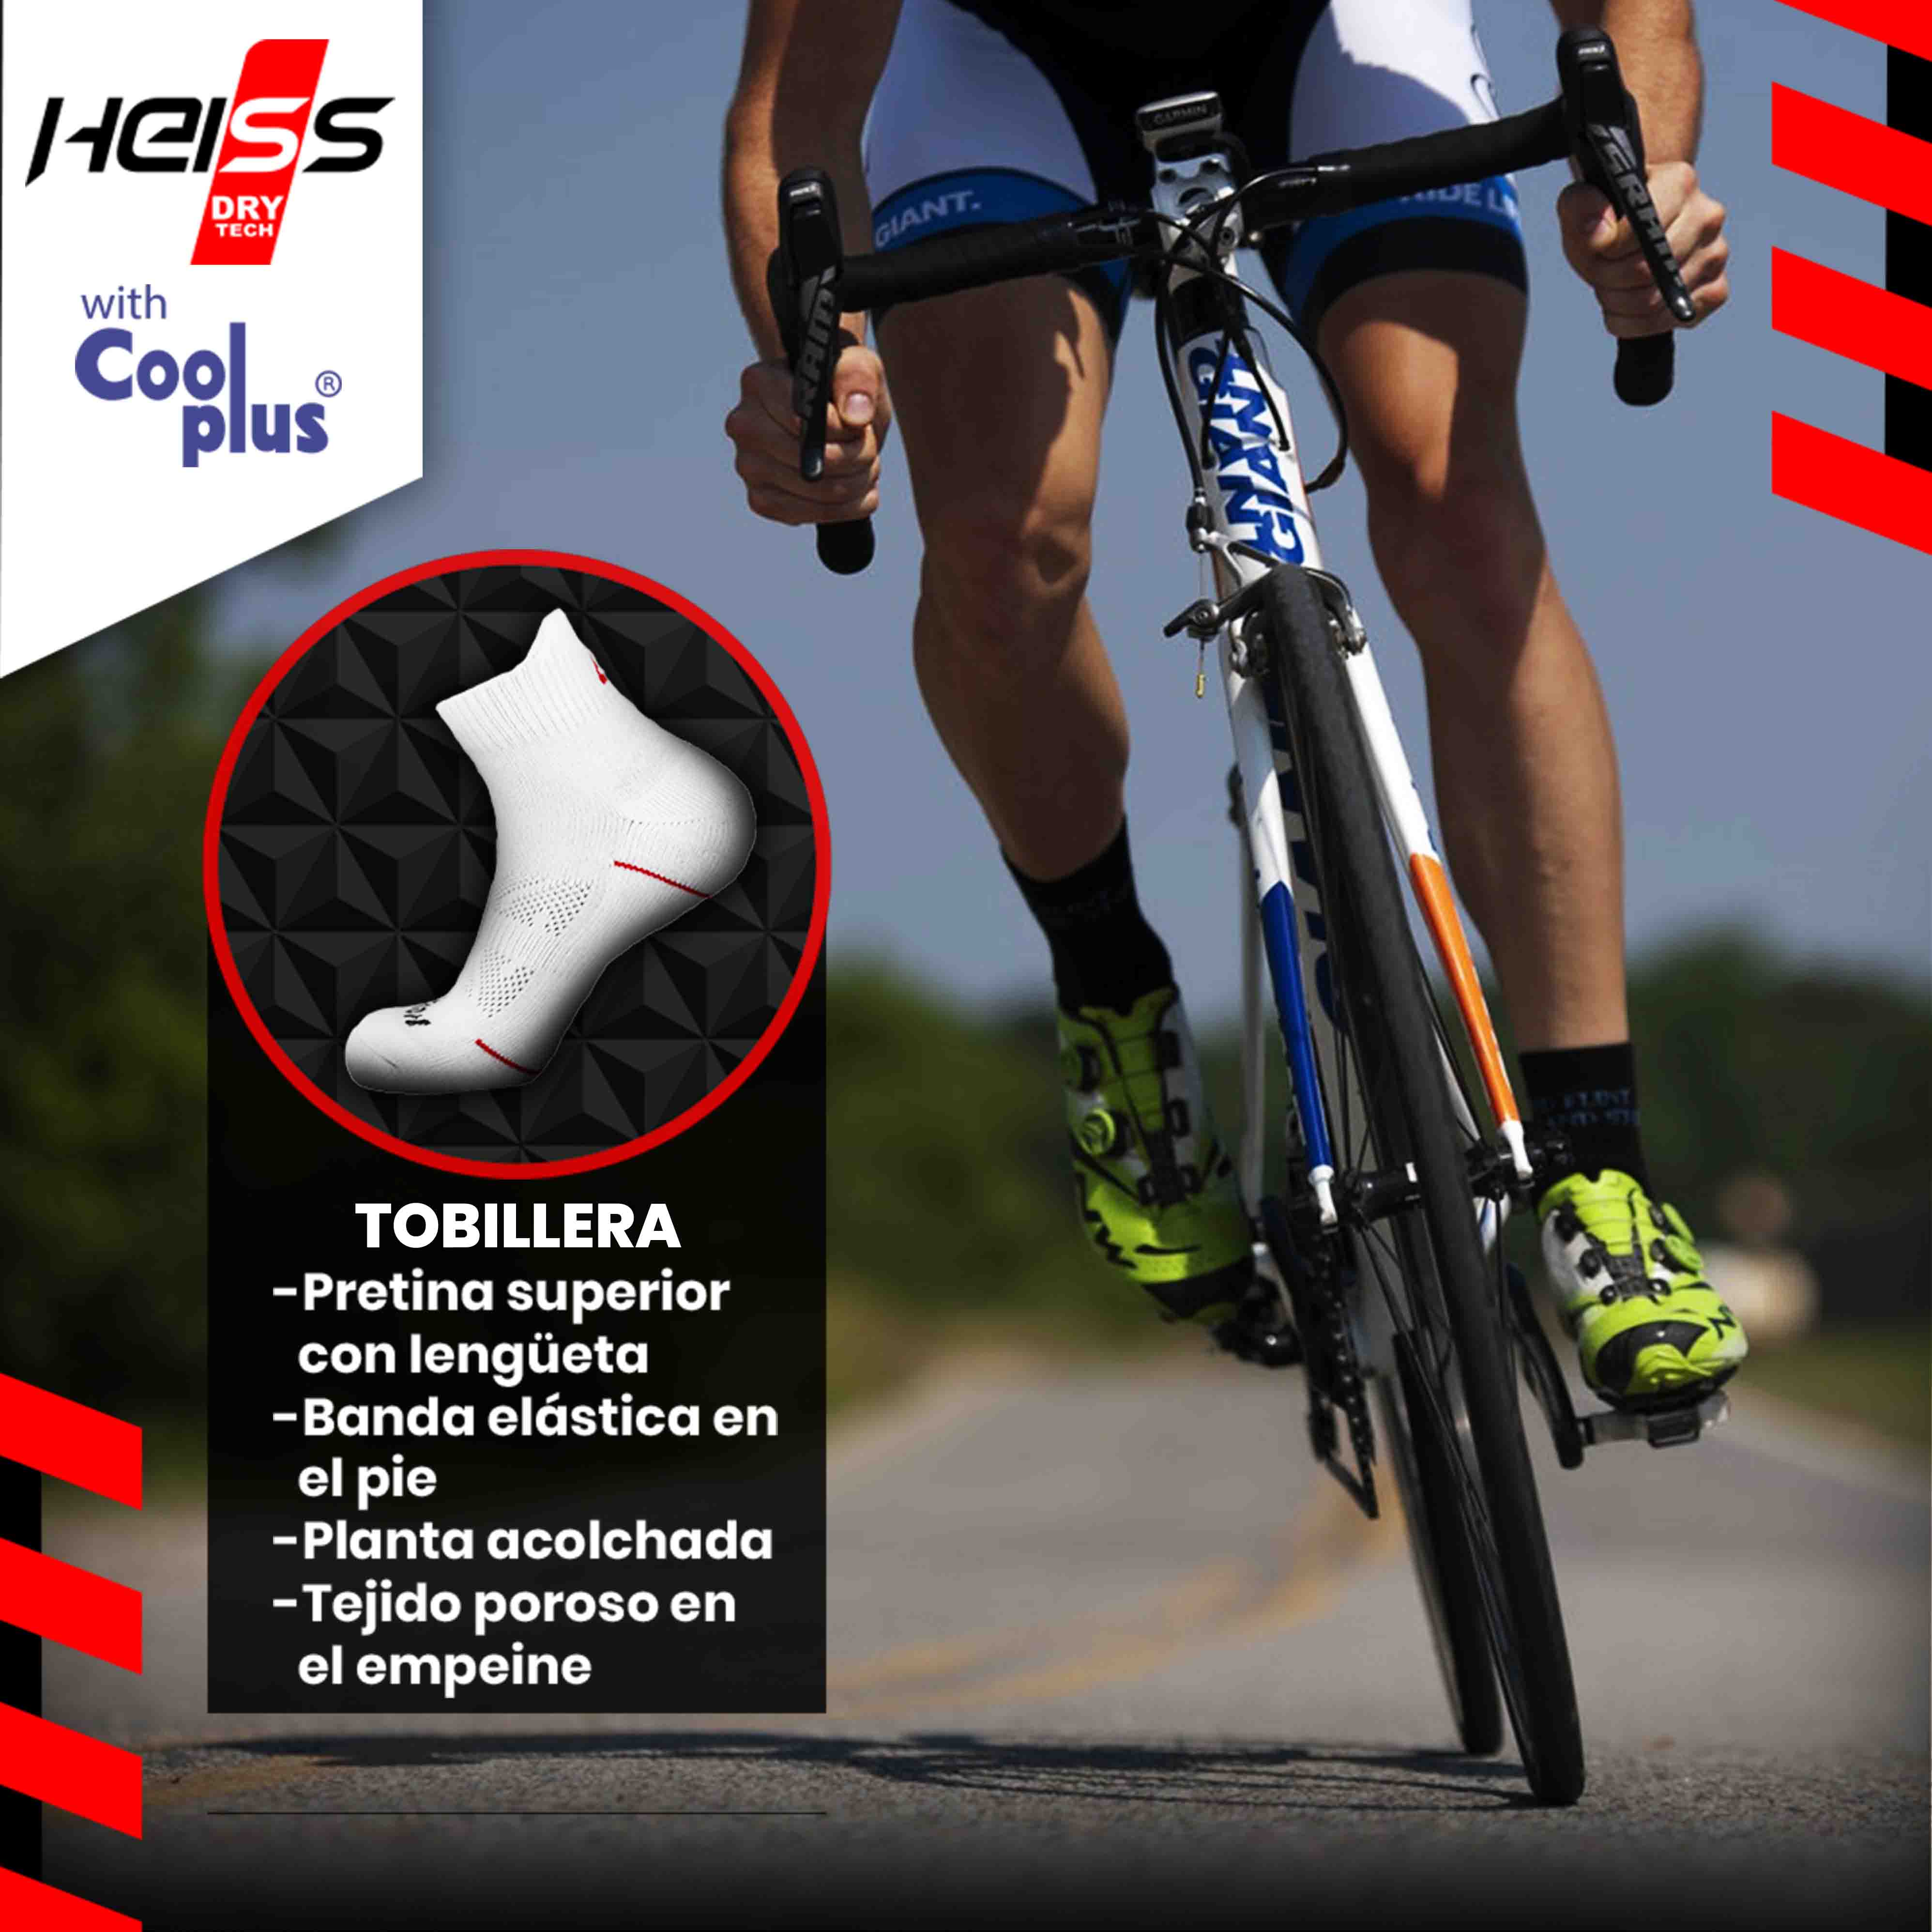 HEISS
DRY
TECH
with
Cool
plus®
GARMIN
GIANT.
RIDE L
SRAM
SRAM
GIANT
GIANT
TOBILLERA
-Pretina superior
con lengüeta
-Banda elástica en
el pie
-Planta acolchada
-Tejido poroso en
el empeine